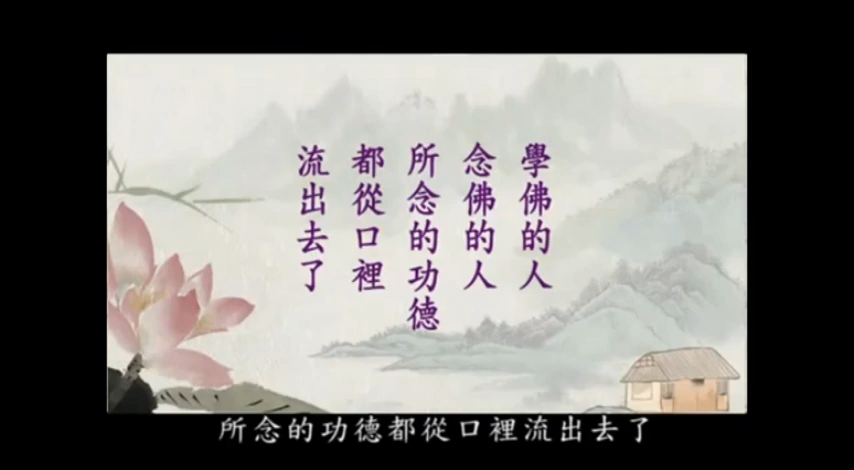 學佛的人
念佛的人
所念的功德
都從口裡
流出去了
所念的功德都從口裡流出去了